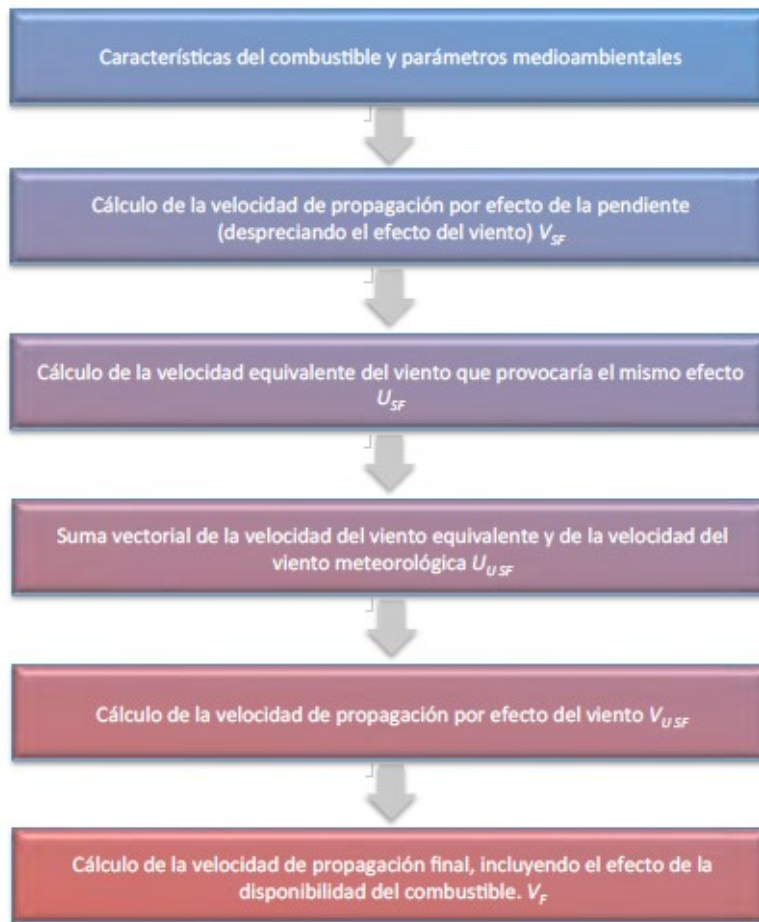 Características del combustible y parámetros medioambientales
Cálculo de la velocidad de propagación por efecto de la pendiente
(despreciando el efecto del viento) V_SF
Cálculo de la velocidad equivalente del viento que provocaría el mismo efecto
U_SF
Suma vectorial de la velocidad del viento equivalente y de la velocidad del
viento meteorológica U_U SF
Cálculo de la velocidad de propagación por efecto del viento V_U SF
Cálculo de la velocidad de propagación final, incluyendo el efecto de la
disponibilidad del combustible. V_F